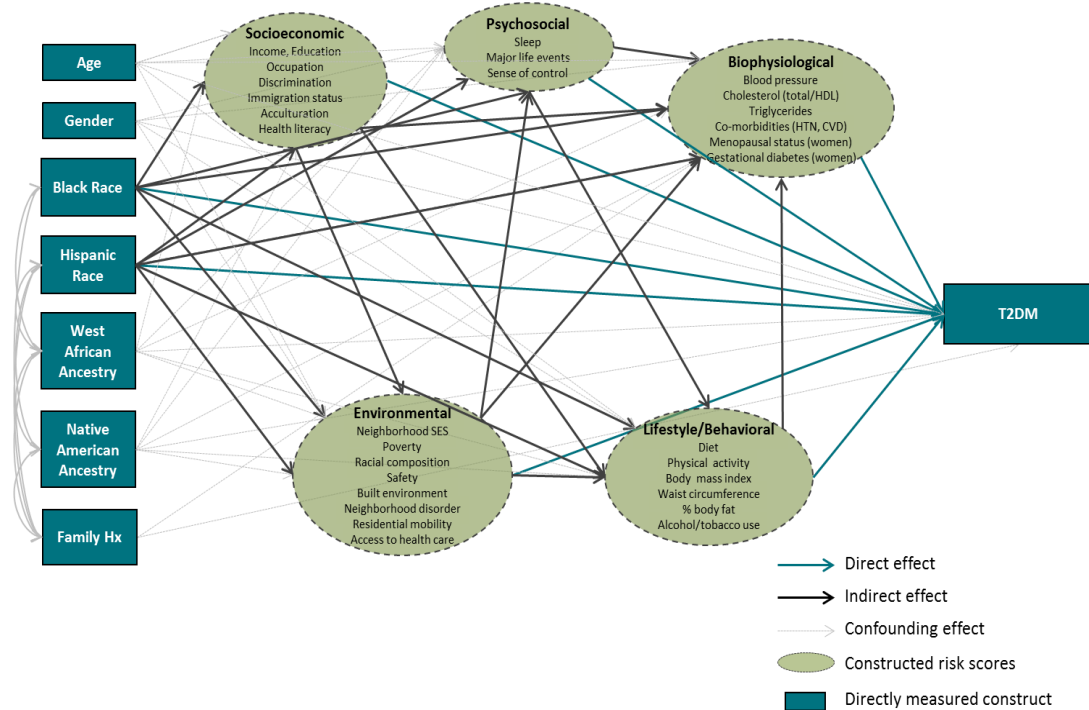 Age
Gender
Black Race
Hispanic
Race
West
African
Ancestry
Native
American
Ancestry
Family Hx
Socioeconomic
Income, Education
Occupation
Discrimination
Immigration status
Acculturation
Health literacy
Psychosocial
Sleep
Major life events
Sense of control
Biophysiological
Blood pressure
Cholesterol (total/HDL)
Triglycerides
Co-morbidities (HTN, CVD)
Menopausal status (women)
Gestational diabetes (women)
Environmental
Neighborhood SES
Poverty
Racial composition
Safety
Built environment
Neighborhood disorder
Residential mobility
Access to health care
Lifestyle/Behavioral
Diet
Physical activity
Body mass index
Waist circumference
% body fat
Alcohol/tobacco use
T2DM
Direct effect
Indirect effect
Confounding effect
Constructed risk scores
Directly measured construct